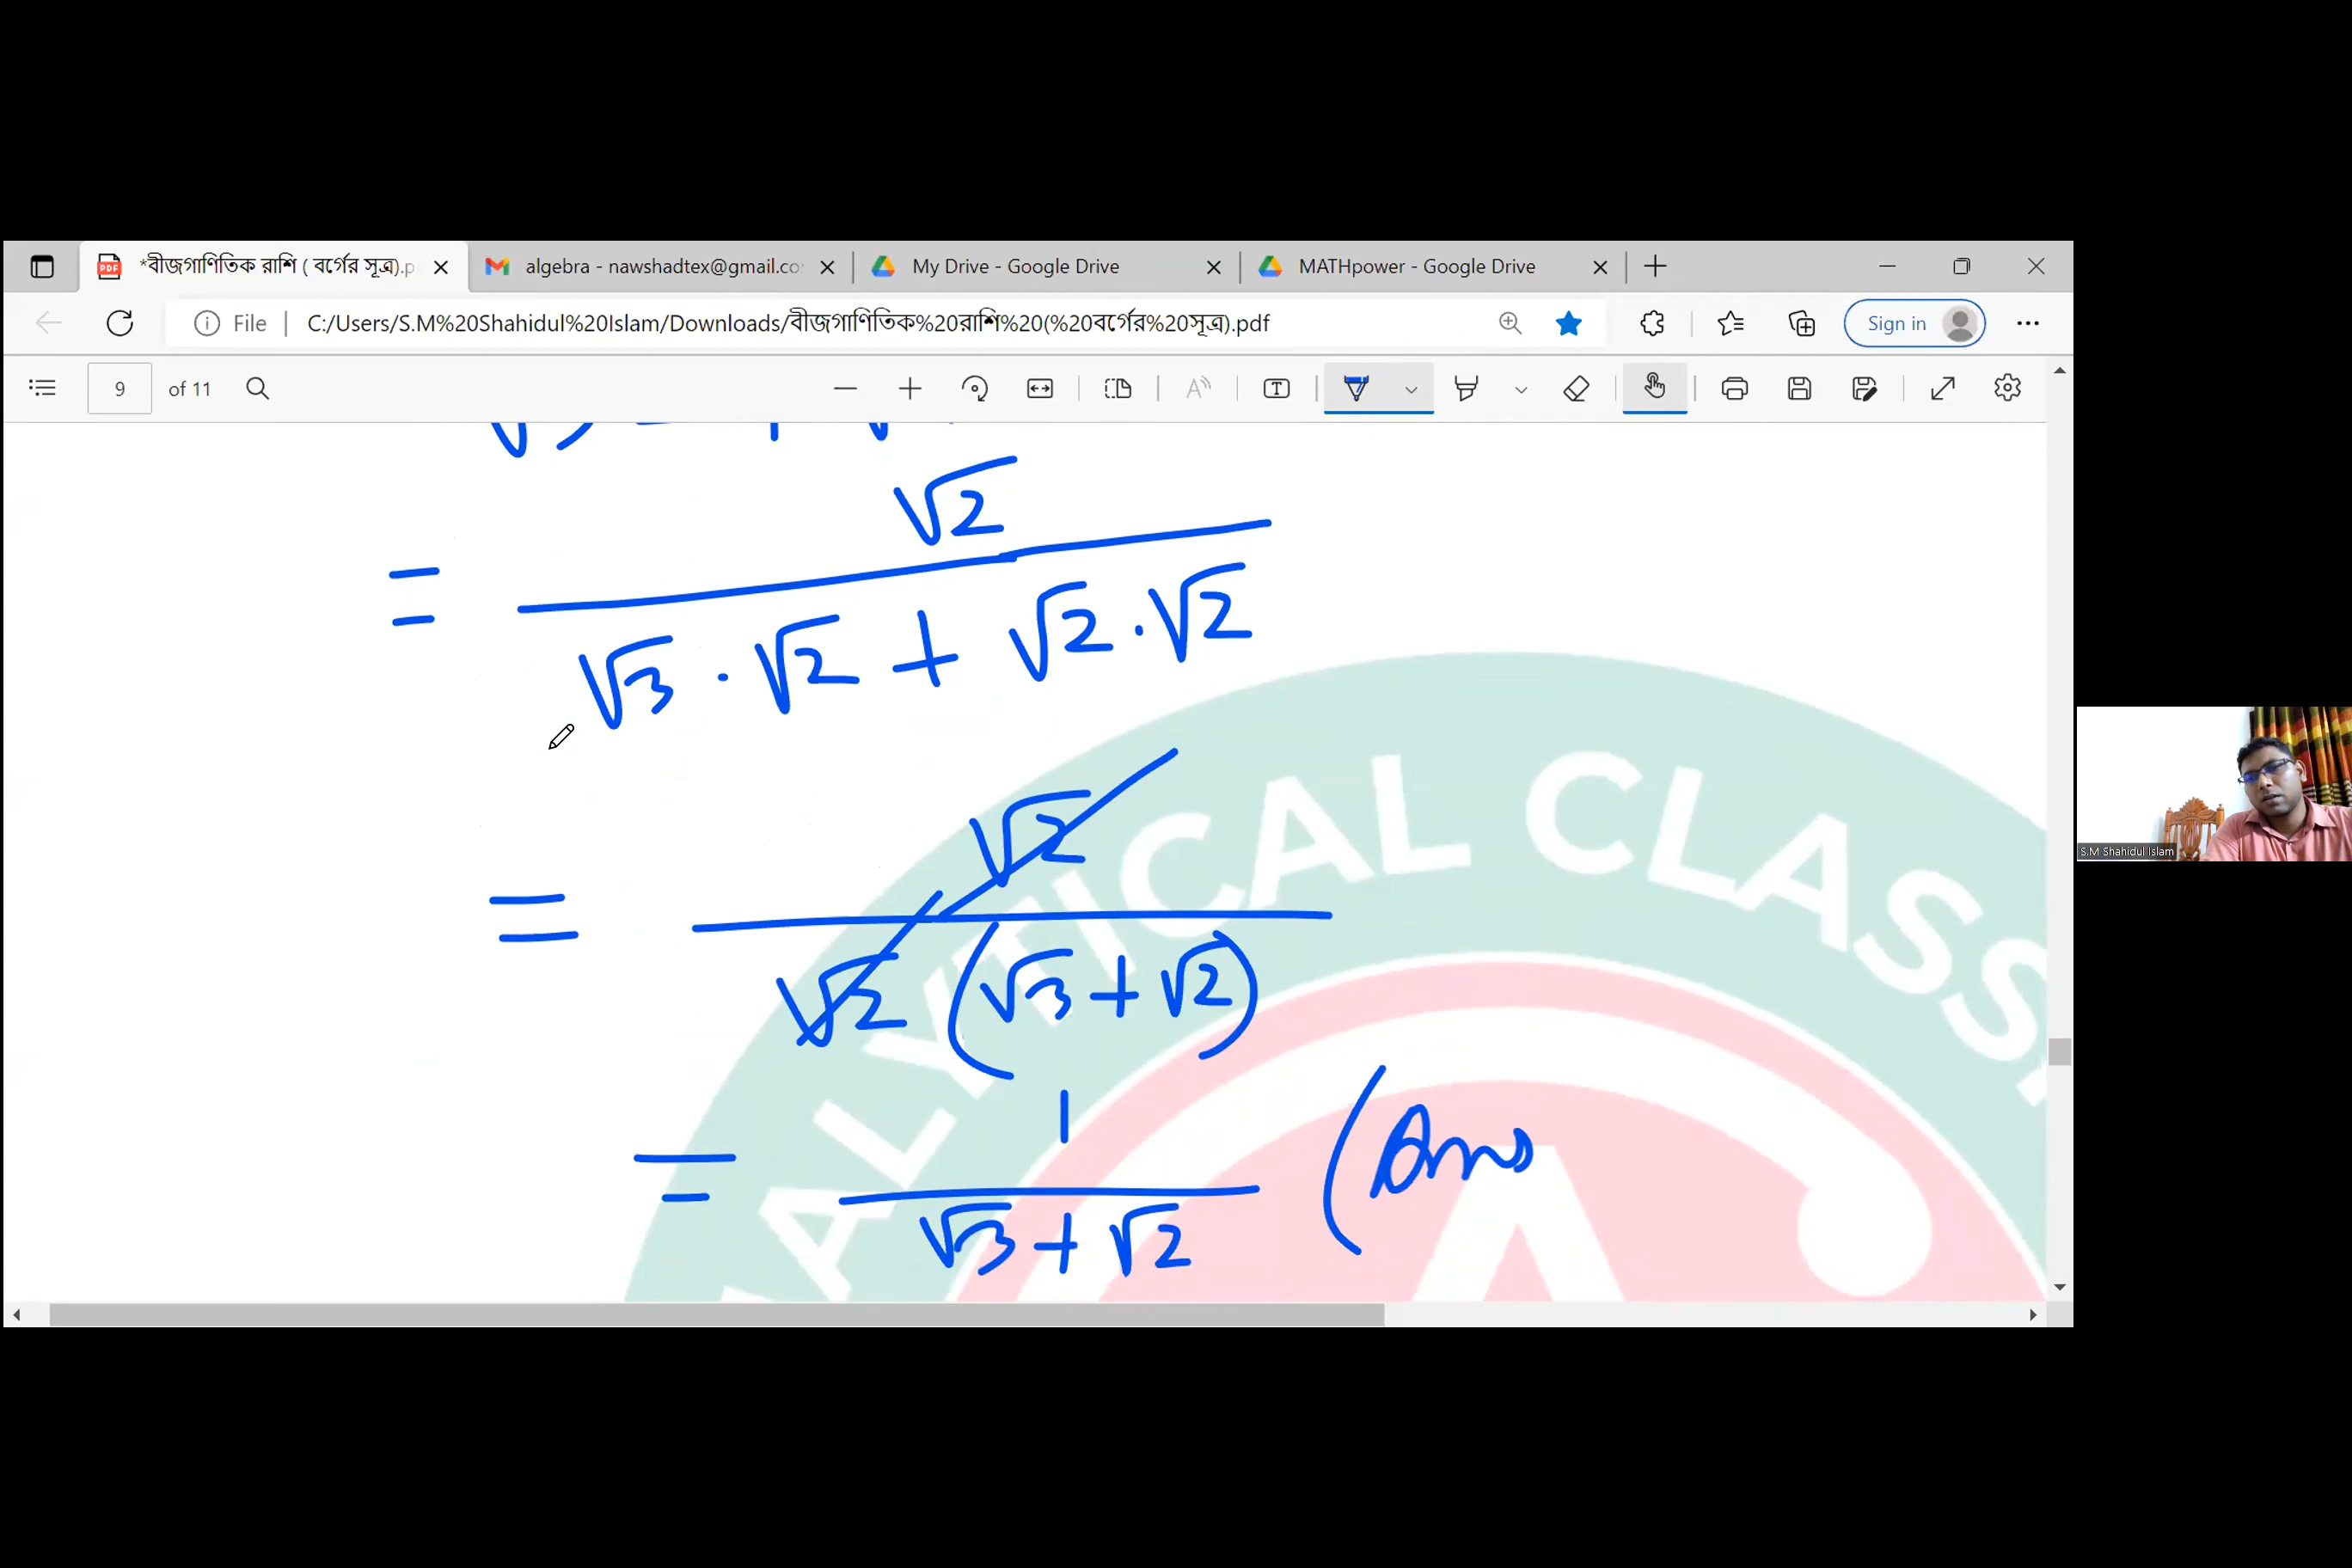 *বীজগাণিতিক রাশি ( বর্গের সূত্র).p
algebra - nawshadtex@gmail.co
My Drive - Google Drive
MATHpower - Google Drive
File
C:/Users/S.M%20Shahidul%20Islam/Downloads/বীজগাণিতিক%20রাশি%20(%20বর্গের%20সূত্র).pdf
Sign in
9 of 11
√2
= 
√3 · √2 + √2 · √2
√2
=
√2 (√3 + √2)
1
=
√3 + √2
(Ans
ALYTICAL CLASS
S.M Shahidul Islam